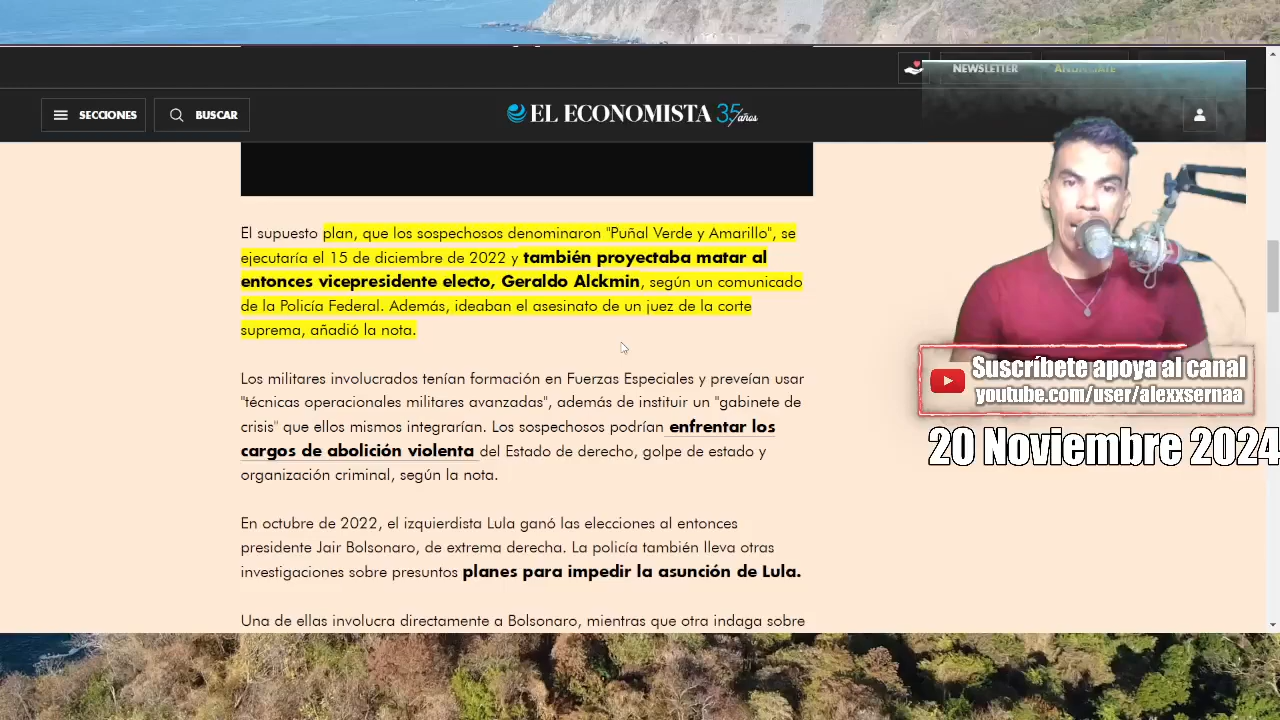 NEWSLETTER
ANÚNCIATE
SECCIONES
BUSCAR
EL ECONOMISTA 35 años
El supuesto plan, que los sospechosos denominaron "Puñal Verde y Amarillo", se
ejecutaría el 15 de diciembre de 2022 y también proyectaba matar al
entonces vicepresidente electo, Geraldo Alckmin, según un comunicado
de la Policía Federal. Además, ideaban el asesinato de un juez de la corte
suprema, añadió la nota.
Los militares involucrados tenían formación en Fuerzas Especiales y preveían usar
"técnicas operacionales militares avanzadas", además de instituir un "gabinete de
crisis" que ellos mismos integrarían. Los sospechosos podrían enfrentar los
cargos de abolición violenta del Estado de derecho, golpe de estado y
organización criminal, según la nota.
En octubre de 2022, el izquierdista Lula ganó las elecciones al entonces
presidente Jair Bolsonaro, de extrema derecha. La policía también lleva otras
investigaciones sobre presuntos planes para impedir la asunción de Lula.
Una de ellas involucra directamente a Bolsonaro, mientras que otra indaga sobre
Suscríbete apoya al canal
youtube.com/user/alexxsernaa
20 Noviembre 2024